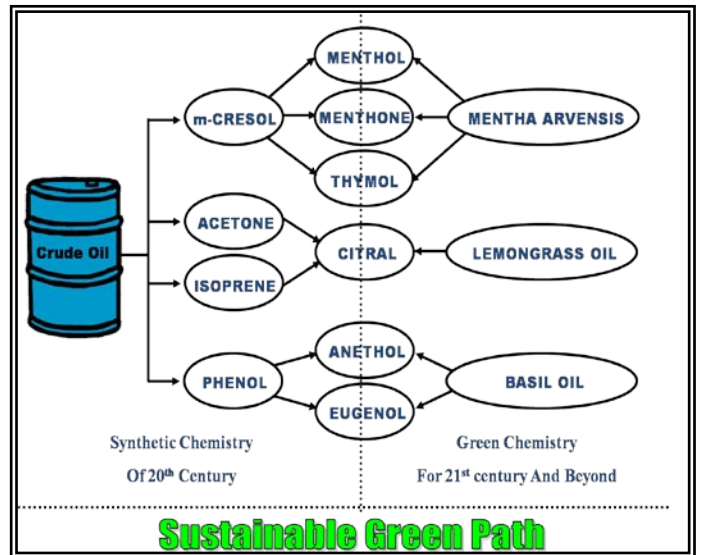 MENTHOL
m-CRESOL
MENTHONE
MENTHA ARVENSIS
THYMOL
ACETONE
Crude Oil
CITRAL
LEMONGRASS OIL
ISOPRENE
ANETHOL
PHENOL
BASIL OIL
EUGENOL
Synthetic Chemistry
Of 20th Century
Green Chemistry
For 21st century And Beyond
Sustainable Green Path